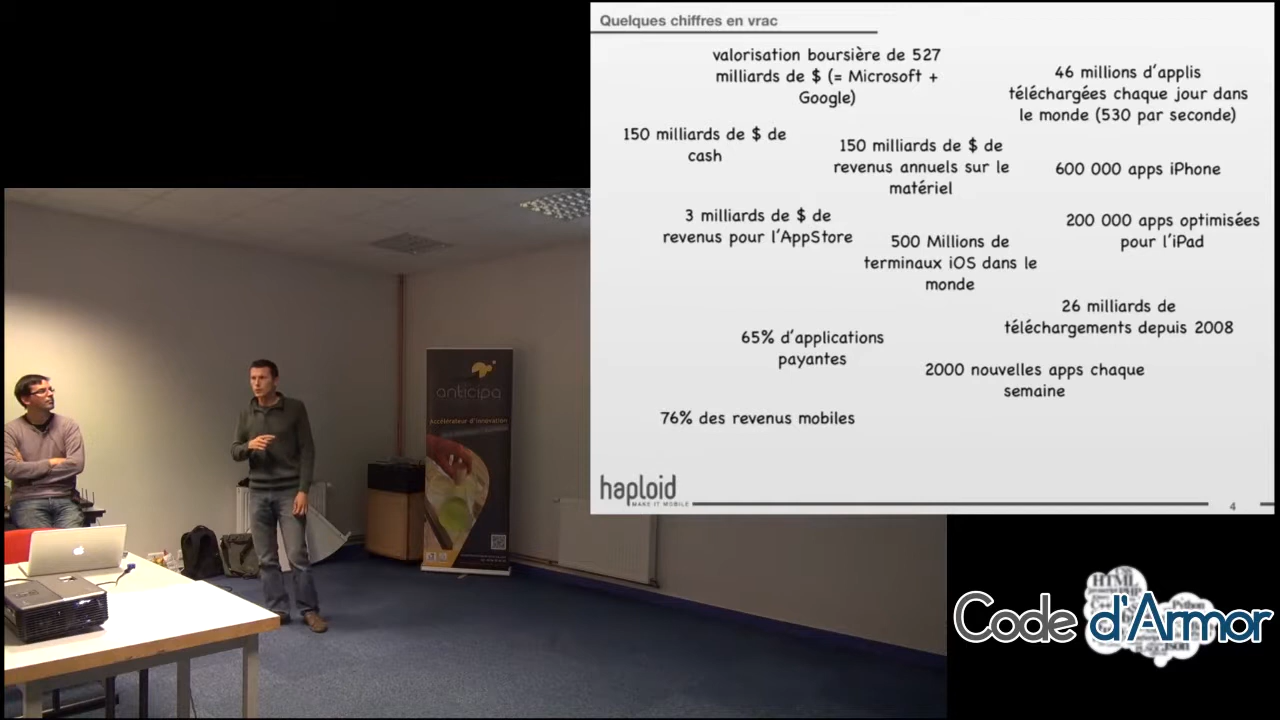 Quelques chiffres en vrac
valorisation boursière de 527
milliards de $ (= Microsoft +
Google)
46 millions d'applis
téléchargées chaque jour dans
le monde (530 par seconde)
150 milliards de $ de
cash
150 milliards de $ de
revenus annuels sur le
matériel
600 000 apps iPhone
3 milliards de $ de
revenus pour l'AppStore
200 000 apps optimisées
pour l'iPad
500 Millions de
terminaux iOS dans le
monde
26 milliards de
téléchargements depuis 2008
65% d'applications
payantes
2000 nouvelles apps chaque
semaine
76% des revenus mobiles
haploid
MAKE IT MOBILE
4
anticipa
Accélérateur d'innovation
HTML
Python
Code d'Armor